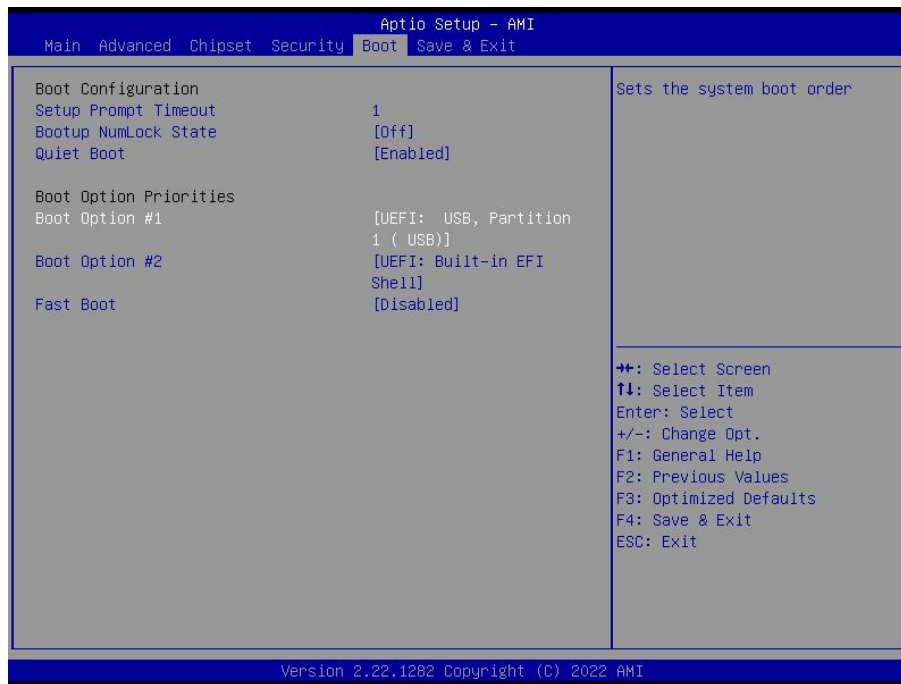 Aptio Setup – AMI
Main Advanced Chipset Security Boot Save & Exit
Boot Configuration
Setup Prompt Timeout 1
Bootup NumLock State [Off]
Quiet Boot [Enabled]
Boot Option Priorities
Boot Option #1 [UEFI: USB, Partition
1 ( USB)]
Boot Option #2 [UEFI: Built-in EFI
Shell]
Fast Boot [Disabled]
Sets the system boot order
→←: Select Screen
↑↓: Select Item
Enter: Select
+/-: Change Opt.
F1: General Help
F2: Previous Values
F3: Optimized Defaults
F4: Save & Exit
ESC: Exit
Version 2.22.1282 Copyright (C) 2022 AMI